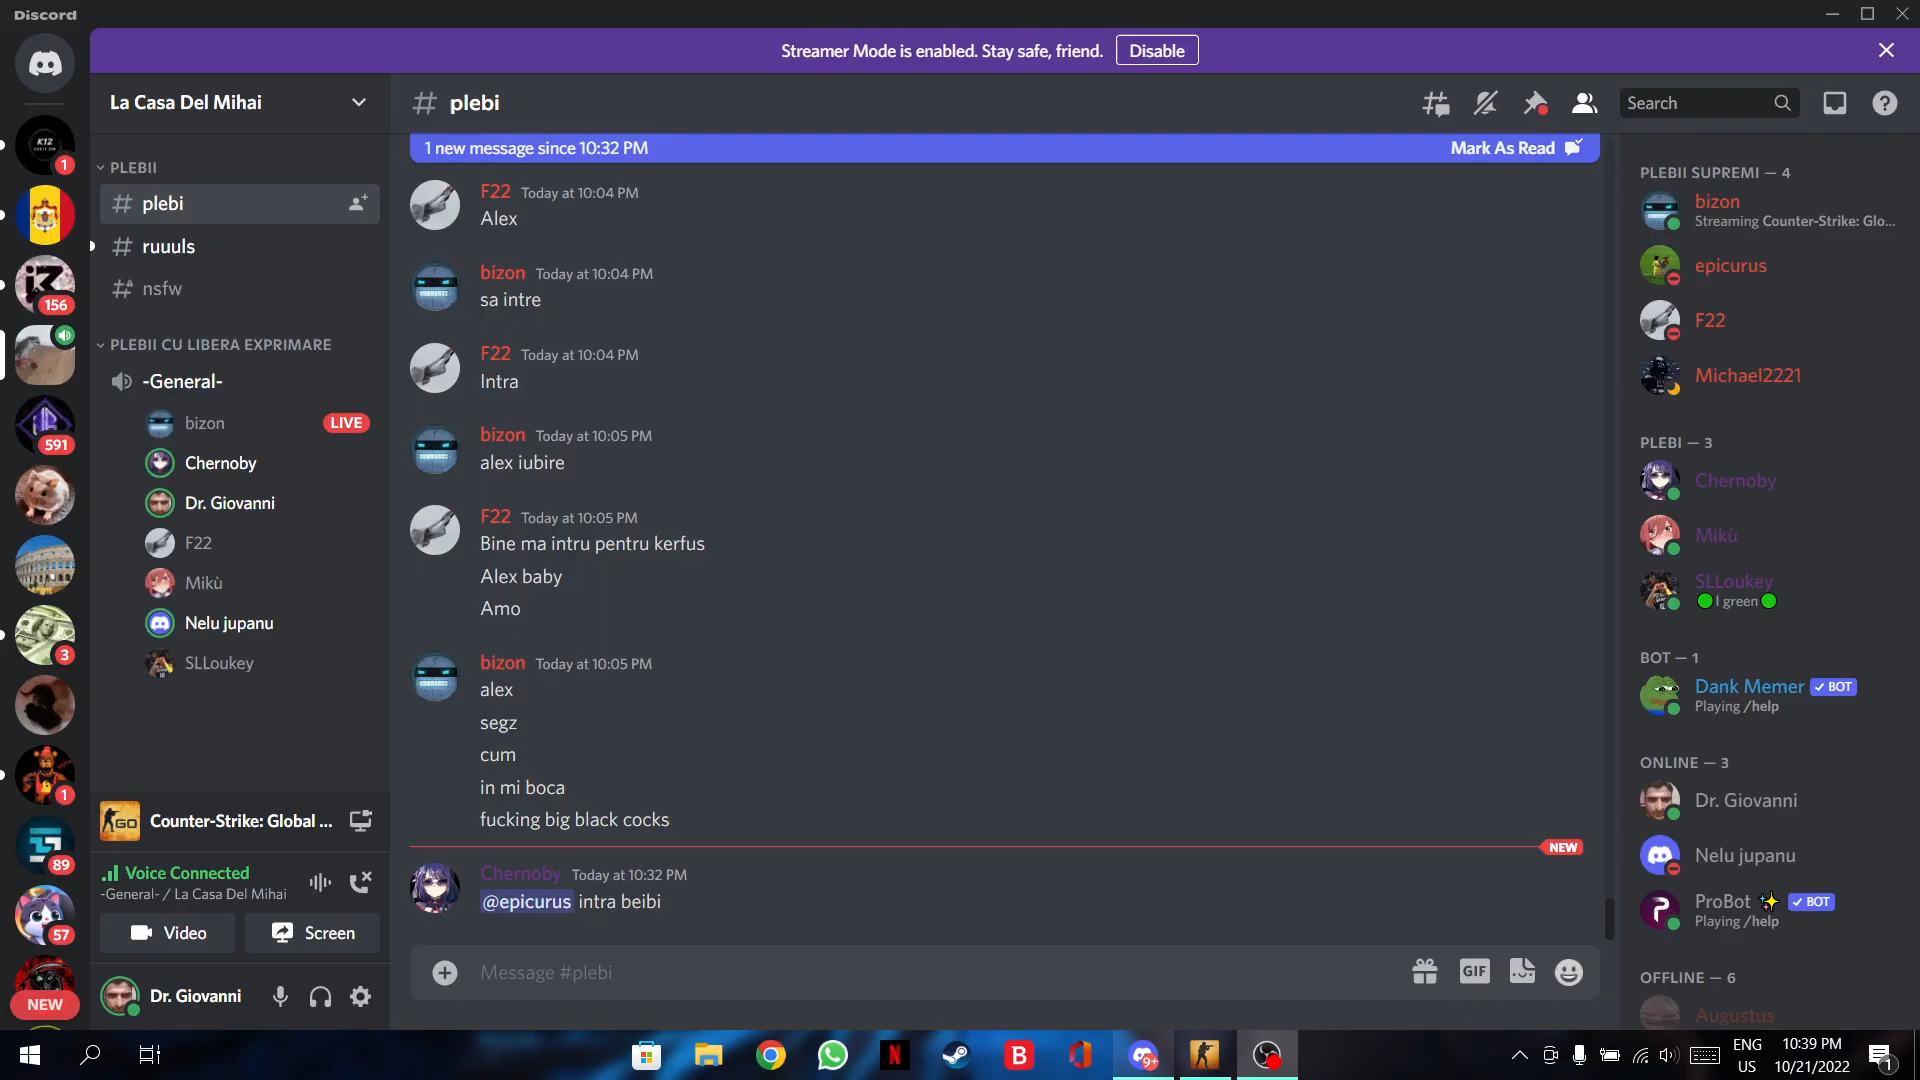 Discord
Streamer Mode is enabled. Stay safe, friend.
Disable
La Casa Del Mihai
plebi
Search
1 new message since 10:32 PM
Mark As Read
K12
1
156
591
3
1
89
57
NEW
PLEBII
plebi
ruuuls
nsfw
PLEBII CU LIBERA EXPRIMARE
-General-
bizon
LIVE
Chernoby
Dr. Giovanni
F22
Mikù
Nelu jupanu
SLLoukey
GO
Counter-Strike: Global ...
Voice Connected
-General- / La Casa Del Mihai
Video
Screen
Dr. Giovanni
F22 Today at 10:04 PM
Alex
bizon Today at 10:04 PM
sa intre
F22 Today at 10:04 PM
Intra
bizon Today at 10:05 PM
alex iubire
F22 Today at 10:05 PM
Bine ma intru pentru kerfus
Alex baby
Amo
bizon Today at 10:05 PM
alex
segz
cum
in mi boca
fucking big black cocks
NEW
Chernoby Today at 10:32 PM
@epicurus intra beibi
Message #plebi
GIF
PLEBII SUPREMI — 4
bizon
Streaming Counter-Strike: Glo...
epicurus
F22
Michael2221
PLEBI — 3
Chernoby
Mikù
SLLoukey
I green
BOT — 1
Dank Memer BOT
Playing /help
ONLINE — 3
Dr. Giovanni
Nelu jupanu
ProBot BOT
Playing /help
OFFLINE — 6
Augustus
N
B
9+
ENG
US
10:39 PM
10/21/2022
1